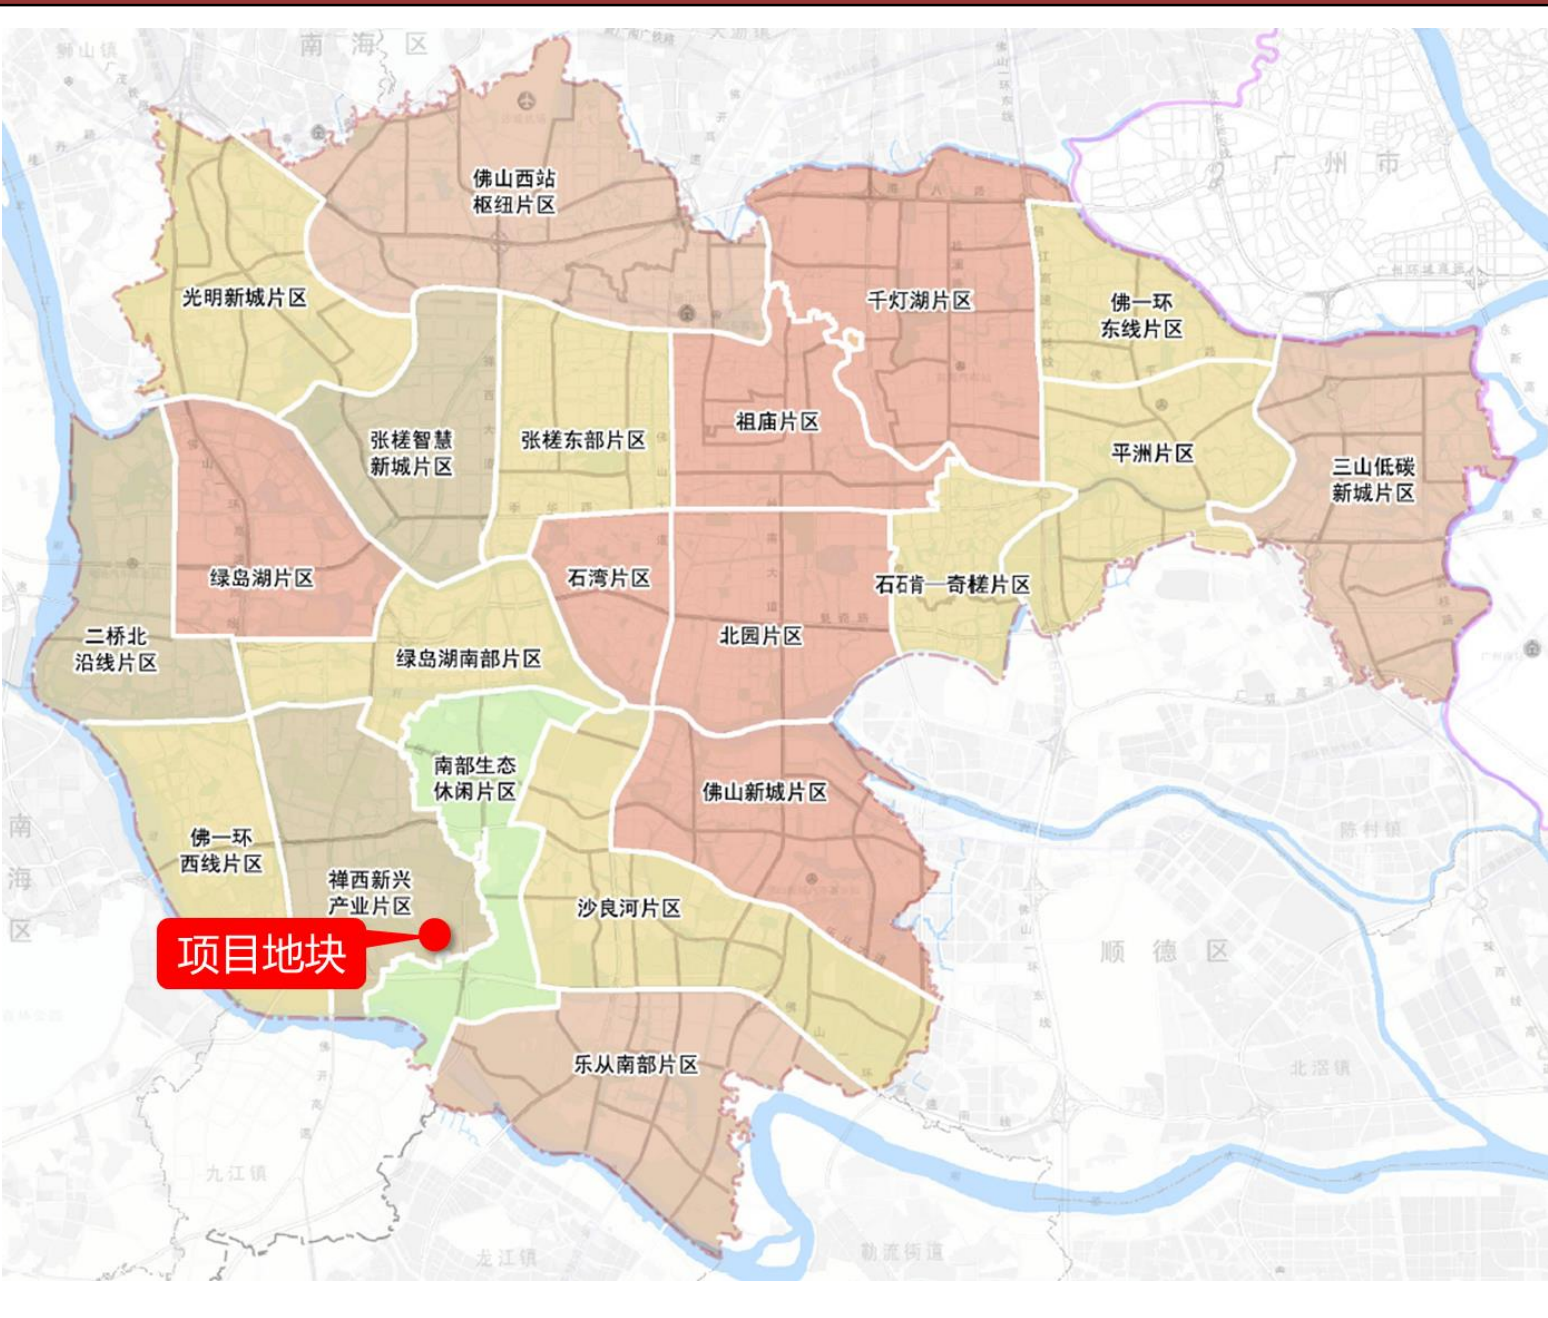 狮山镇
南海区
佛山西站
枢纽片区
广州市
光明新城片区
千灯湖片区
佛一环
东线片区
祖庙片区
张槎智慧
新城片区
张槎东部片区
平洲片区
三山低碳
新城片区
绿岛湖片区
石湾片区
石石肯一奇槎片区
二桥北
沿线片区
北园片区
绿岛湖南部片区
南部生态
休闲片区
佛山新城片区
南海区
陈村镇
佛一环
西线片区
禅西新兴
产业片区
沙良河片区
项目地块
顺德区
乐从南部片区
北滘镇
九江镇
龙江镇
勒流街道